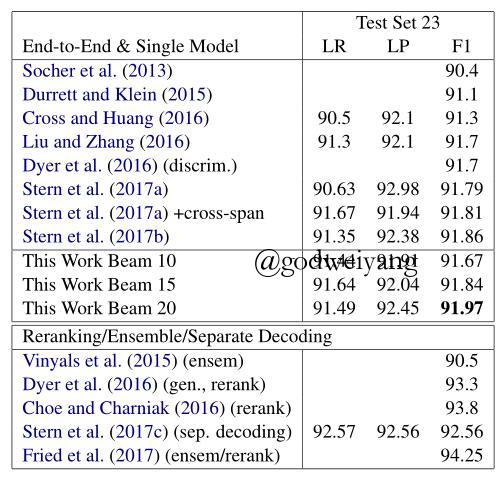 Test Set 23
End-to-End & Single Model LR LP F1
Socher et al. (2013) 90.4
Durrett and Klein (2015) 91.1
Cross and Huang (2016) 90.5 92.1 91.3
Liu and Zhang (2016) 91.3 92.1 91.7
Dyer et al. (2016) (discrim.) 91.7
Stern et al. (2017a) 90.63 92.98 91.79
Stern et al. (2017a) +cross-span 91.67 91.94 91.81
Stern et al. (2017b) 91.35 92.38 91.86
@godweiyang
This Work Beam 10 91.67
This Work Beam 15 91.64 92.04 91.84
This Work Beam 20 91.49 92.45 91.97
Reranking/Ensemble/Separate Decoding
Vinyals et al. (2015) (ensem) 90.5
Dyer et al. (2016) (gen., rerank) 93.3
Choe and Charniak (2016) (rerank) 93.8
Stern et al. (2017c) (sep. decoding) 92.57 92.56 92.56
Fried et al. (2017) (ensem/rerank) 94.25